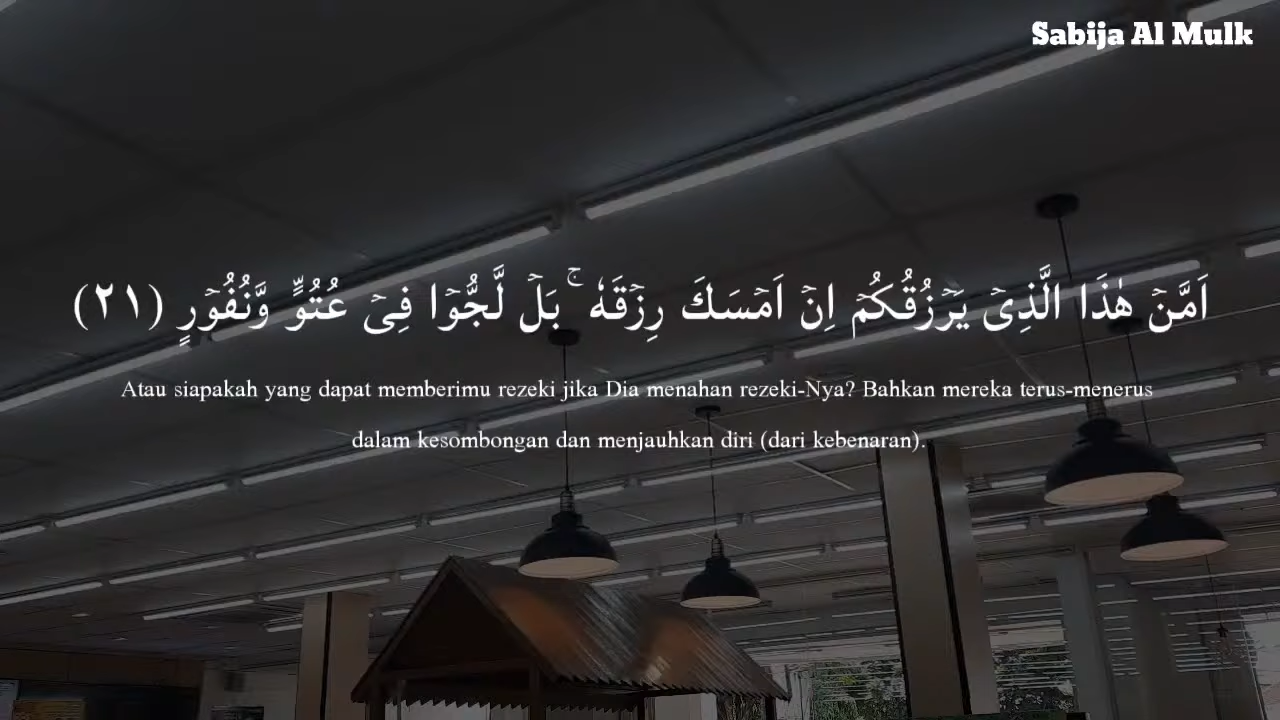 Sabija Al Mulk
اَمَّنۡ هٰذَا الَّذِىۡ يَرۡزُقُكُمۡ اِنۡ اَمۡسَكَ رِزۡقَهٗ ‌ۚ بَلۡ لَّجُّوۡا فِىۡ عُتُوٍّ وَّنُفُوۡرٍ (٢١)
Atau siapakah yang dapat memberimu rezeki jika Dia menahan rezeki-Nya? Bahkan mereka terus-menerus
dalam kesombongan dan menjauhkan diri (dari kebenaran).